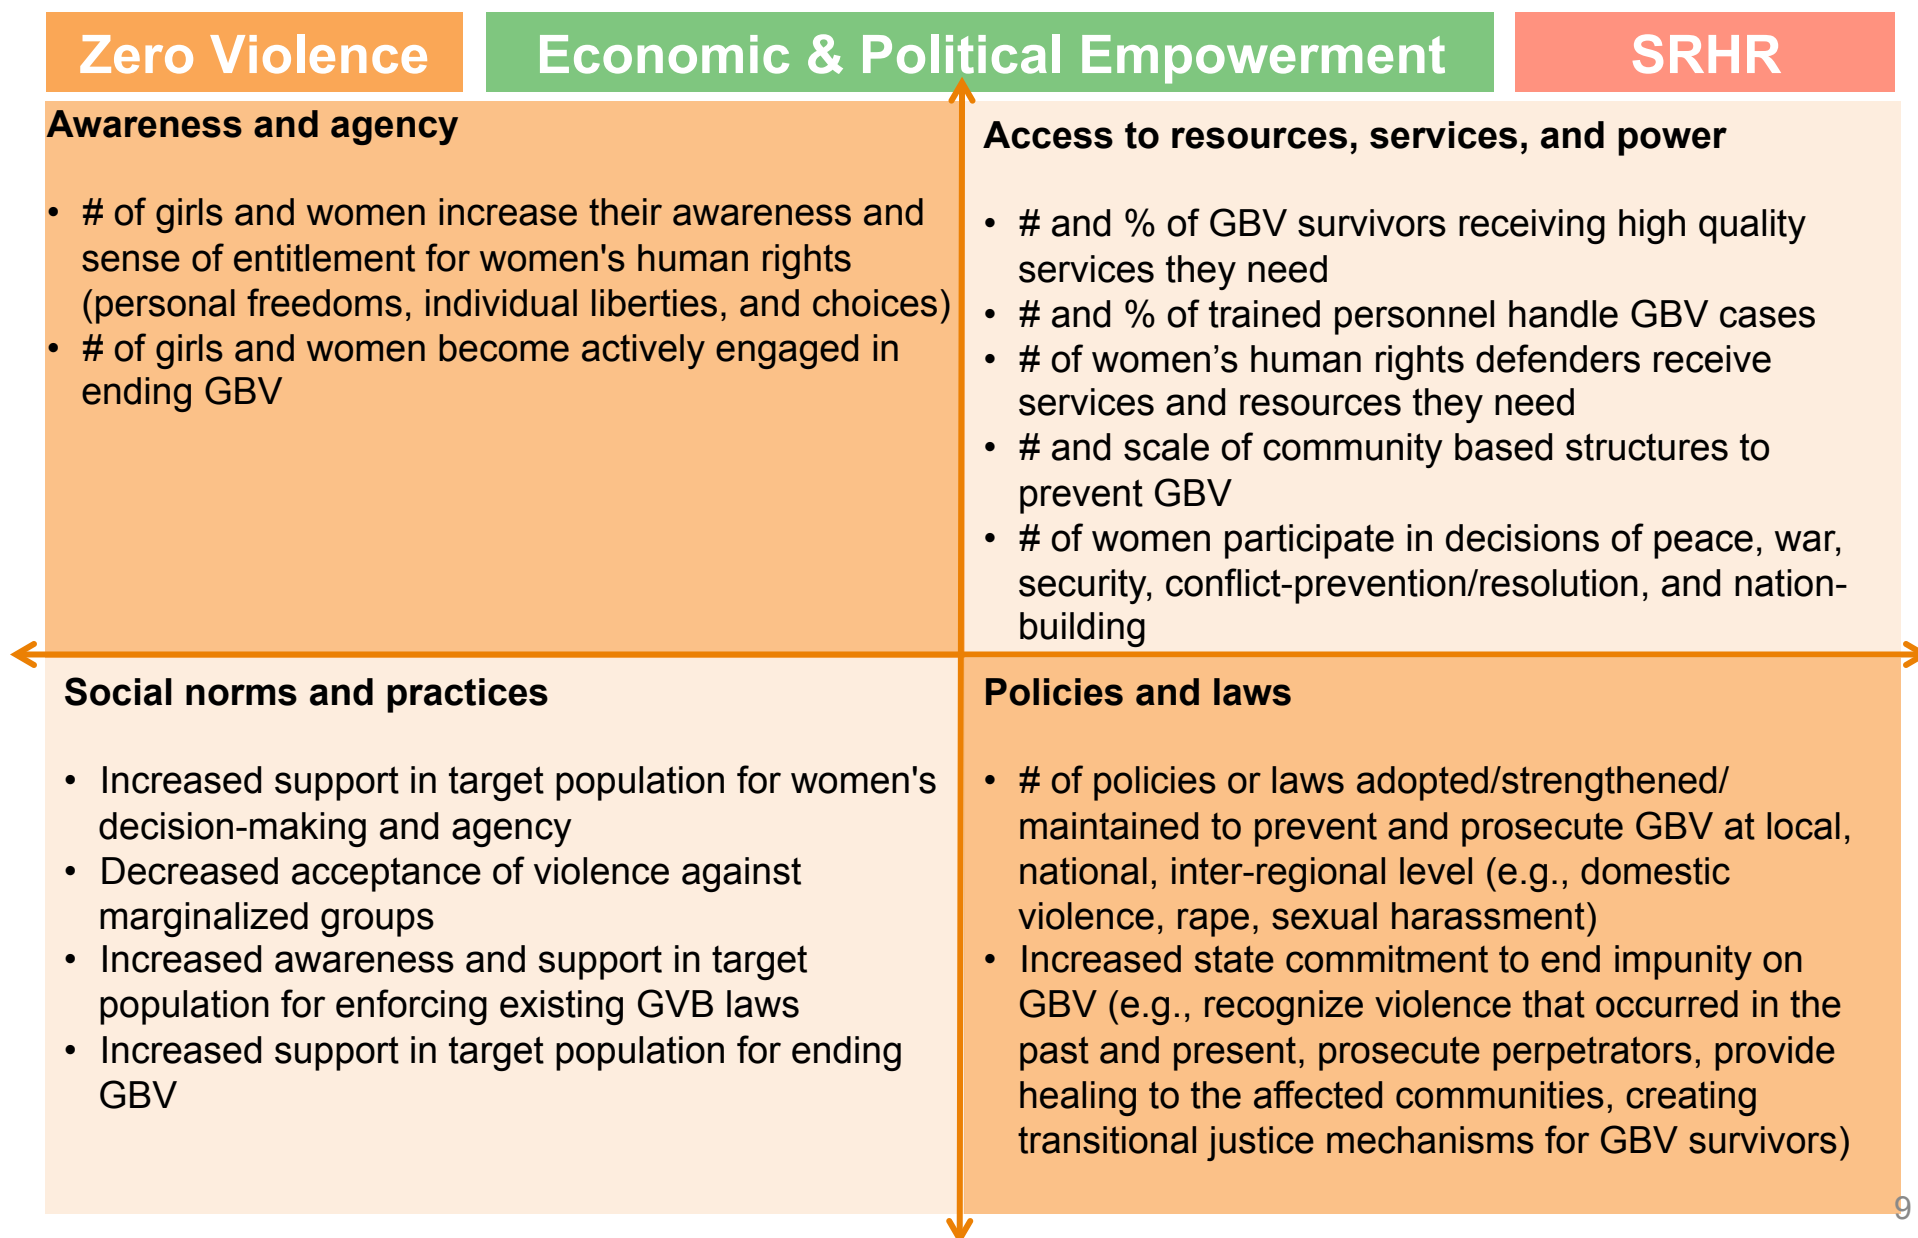 Zero Violence
Economic & Political Empowerment
SRHR
Awareness and agency
• # of girls and women increase their awareness and
sense of entitlement for women's human rights
(personal freedoms, individual liberties, and choices)
• # of girls and women become actively engaged in
ending GBV
Access to resources, services, and power
• # and % of GBV survivors receiving high quality
services they need
• # and % of trained personnel handle GBV cases
• # of women’s human rights defenders receive
services and resources they need
• # and scale of community based structures to
prevent GBV
• # of women participate in decisions of peace, war,
security, conflict-prevention/resolution, and nation-
building
Social norms and practices
• Increased support in target population for women's
decision-making and agency
• Decreased acceptance of violence against
marginalized groups
• Increased awareness and support in target
population for enforcing existing GVB laws
• Increased support in target population for ending
GBV
Policies and laws
• # of policies or laws adopted/strengthened/
maintained to prevent and prosecute GBV at local,
national, inter-regional level (e.g., domestic
violence, rape, sexual harassment)
• Increased state commitment to end impunity on
GBV (e.g., recognize violence that occurred in the
past and present, prosecute perpetrators, provide
healing to the affected communities, creating
transitional justice mechanisms for GBV survivors)
9